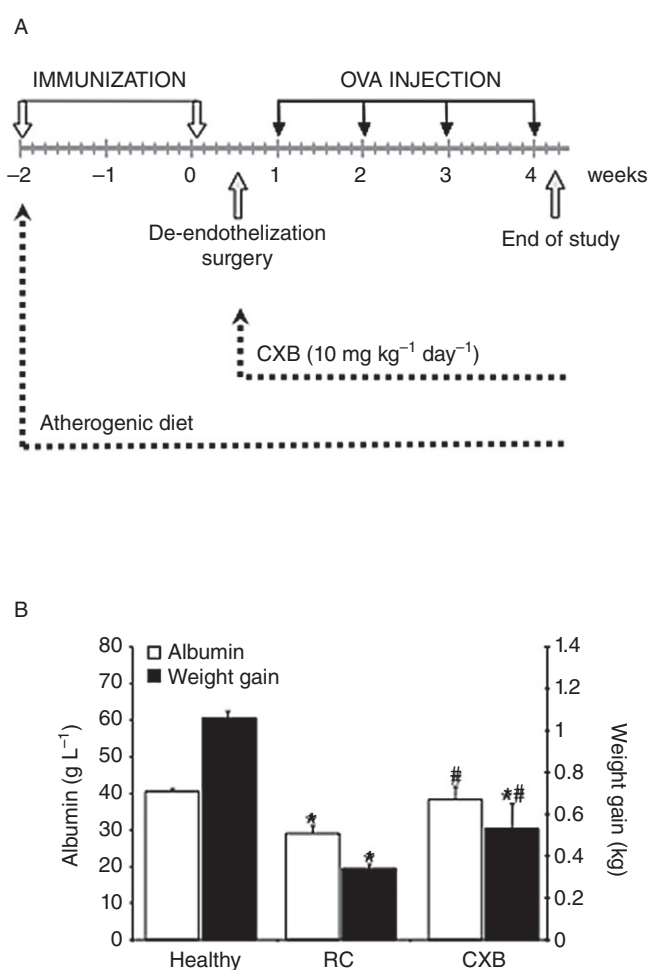 A
IMMUNIZATION OVA INJECTION
–2 –1 0 1 2 3 4 weeks
De-endothelization
surgery
End of study
CXB (10 mg kg⁻¹ day⁻¹)
Atherogenic diet
B
Albumin (g L⁻¹)
80
70
60
50
40
30
20
10
0
Albumin
Weight gain
* * # *#
1.4
1.2
1
0.8
0.6
0.4
0.2
0
Weight gain (kg)
Healthy RC CXB